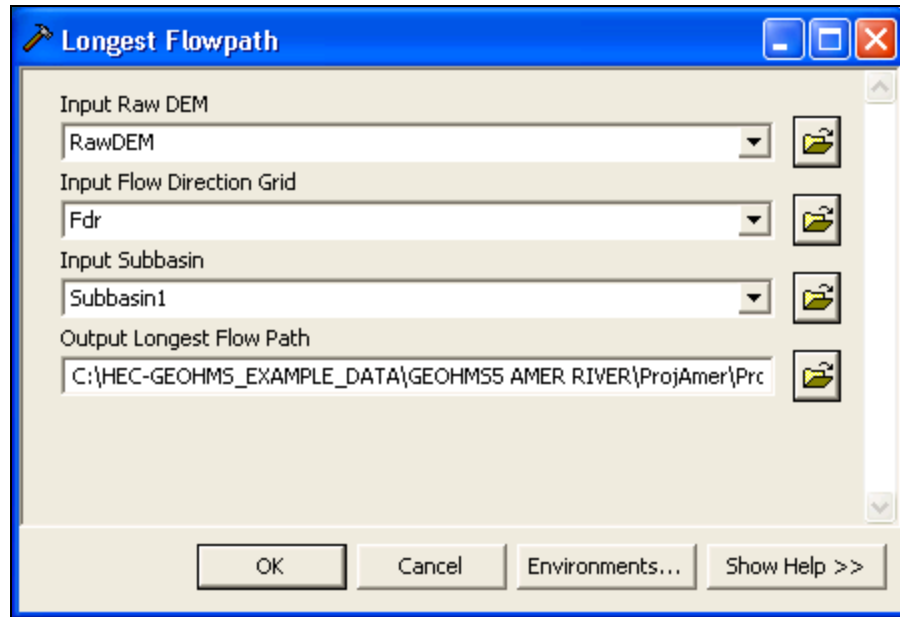 Longest Flowpath
Input Raw DEM
RawDEM
Input Flow Direction Grid
Fdr
Input Subbasin
Subbasin1
Output Longest Flow Path
C:\HEC-GEOHMS_EXAMPLE_DATA\GEOHMS5 AMER RIVER\ProjAmer\Prc
OK Cancel Environments... Show Help >>